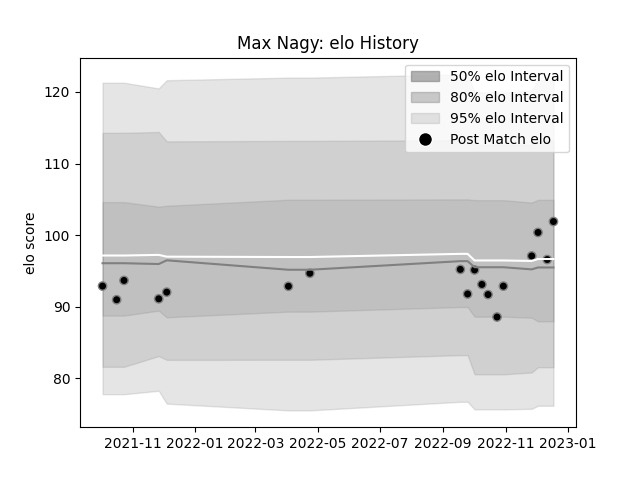 Max Nagy: elo History
50% elo Interval
80% elo Interval
95% elo Interval
Post Match elo
elo score
120
110
100
90
80
2021-11 2022-01 2022-03 2022-05 2022-07 2022-09 2022-11 2023-01